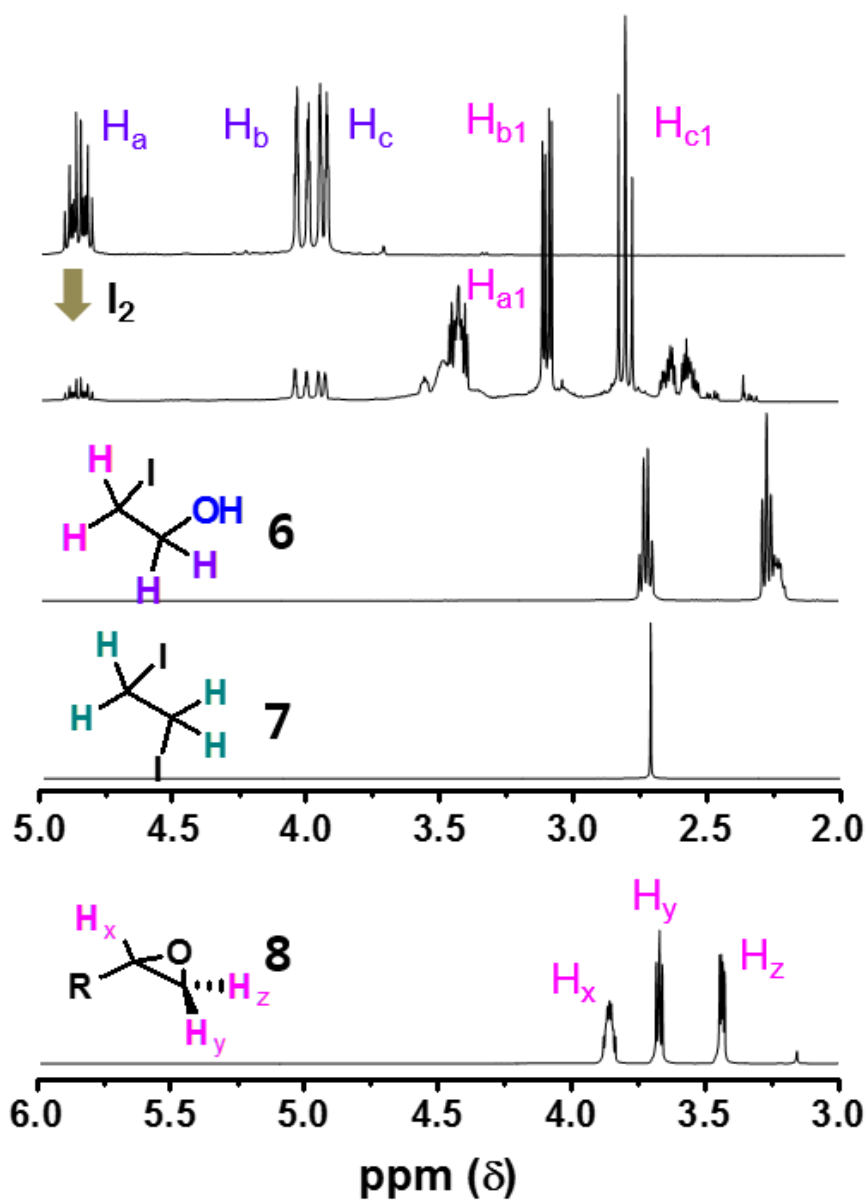 Ha Hb Hc Hb1 Hc1
I2 Ha1
H I OH 6
H H
H
H I H 7
H H
I
5.0 4.5 4.0 3.5 3.0 2.5 2.0
Hx O 8 Hx Hy Hz
R Hz
Hy
6.0 5.5 5.0 4.5 4.0 3.5 3.0
ppm (δ)